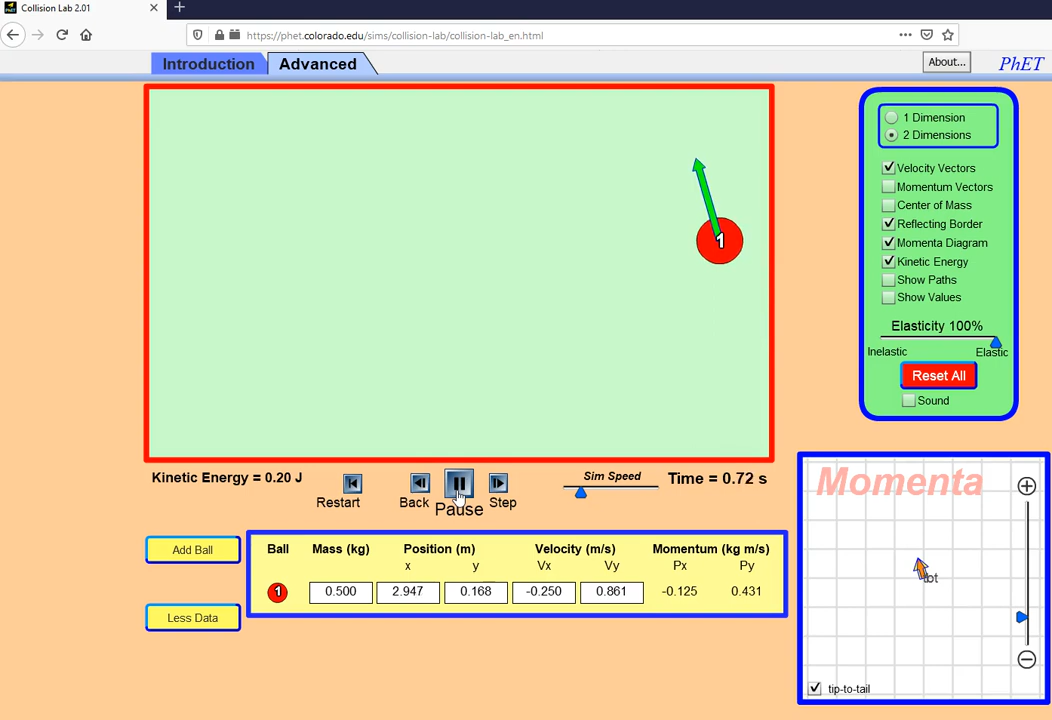 Collision Lab 2.01
https://phet.colorado.edu/sims/collision-lab/collision-lab_en.html
Introduction
Advanced
About...
PhET
1 Dimension
2 Dimensions
Velocity Vectors
Momentum Vectors
Center of Mass
Reflecting Border
Momenta Diagram
Kinetic Energy
Show Paths
Show Values
Elasticity 100%
Inelastic Elastic
Reset All
Sound
1
Kinetic Energy = 0.20 J
Restart
Back
Pause
Step
Sim Speed
Time = 0.72 s
Add Ball
Less Data
Ball Mass (kg) Position (m) Velocity (m/s) Momentum (kg m/s)
x y Vx Vy Px Py
1 0.500 2.947 0.168 -0.250 0.861 -0.125 0.431
Momenta
tot
tip-to-tail